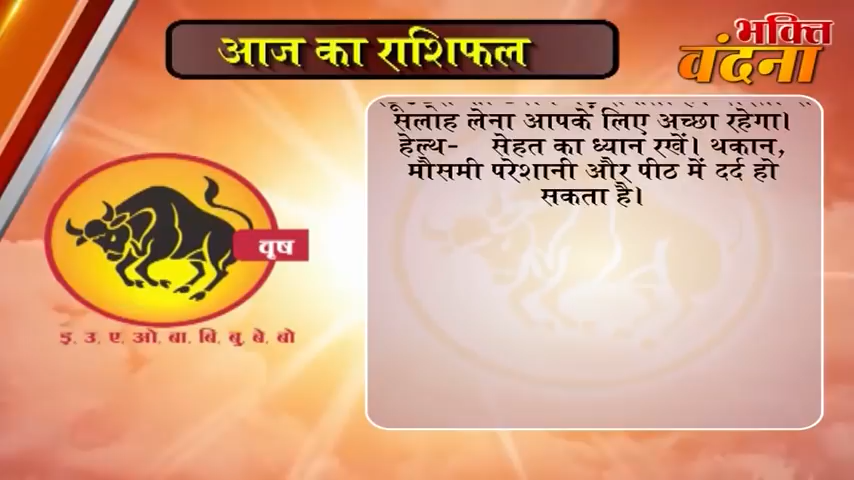 आज का राशिफल
भक्ति
वंदना
सलाह लेना आपके लिए अच्छा रहेगा।
हेल्थ- सेहत का ध्यान रखें। थकान,
मौसमी परेशानी और पीठ में दर्द हो
सकता है।
वृष
इ, उ, ए, ओ, बा, बि, बु, बे, बो